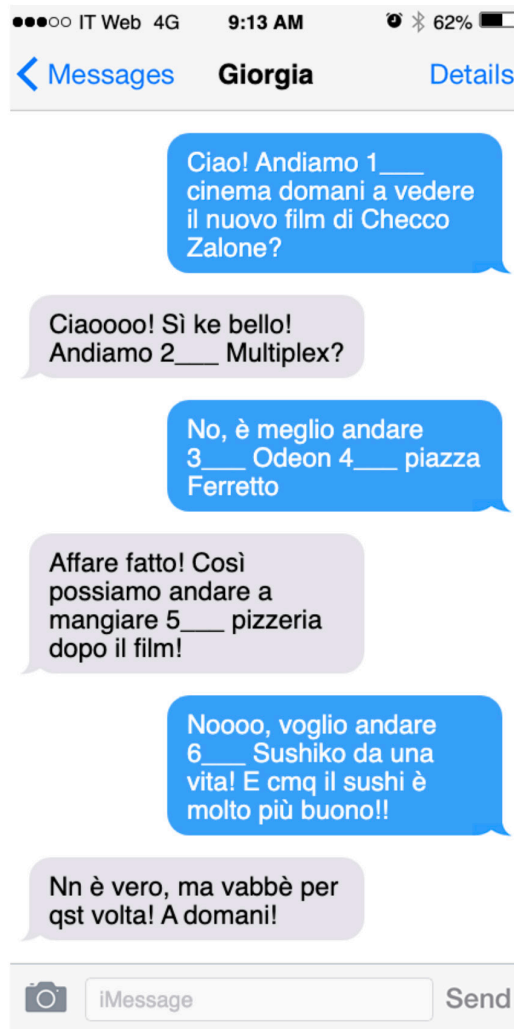 IT Web 4G 9:13 AM 62%
Messages Giorgia Details
Ciao! Andiamo 1___
cinema domani a vedere
il nuovo film di Checco
Zalone?
Ciaoooo! Sì ke bello!
Andiamo 2___ Multiplex?
No, è meglio andare
3___ Odeon 4___ piazza
Ferretto
Affare fatto! Così
possiamo andare a
mangiare 5___ pizzeria
dopo il film!
Noooo, voglio andare
6___ Sushiko da una
vita! E cmq il sushi è
molto più buono!!
Nn è vero, ma vabbè per
qst volta! A domani!
iMessage Send